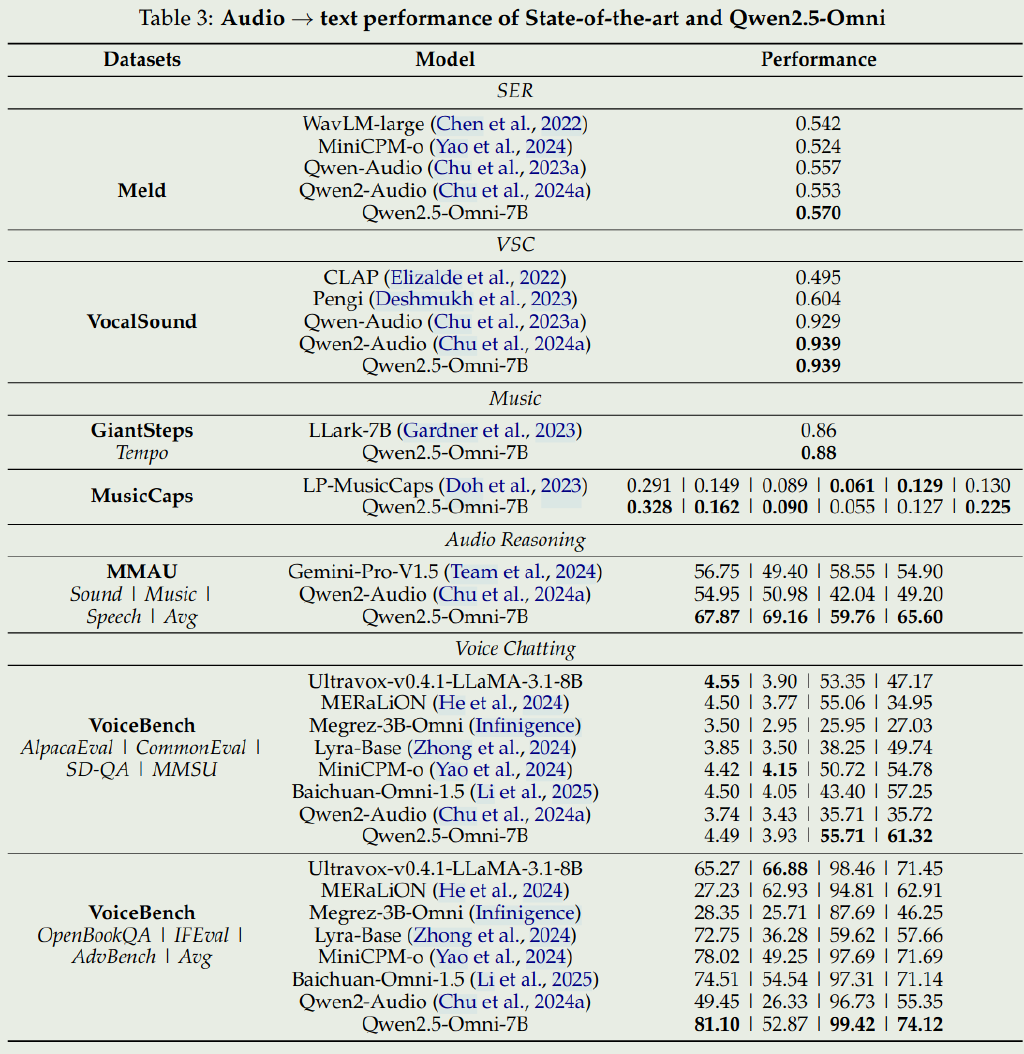 Table 3: Audio → text performance of State-of-the-art and Qwen2.5-Omni
Datasets Model Performance
SER
Meld
WavLM-large (Chen et al., 2022) 0.542
MiniCPM-o (Yao et al., 2024) 0.524
Qwen-Audio (Chu et al., 2023a) 0.557
Qwen2-Audio (Chu et al., 2024a) 0.553
Qwen2.5-Omni-7B 0.570
VSC
VocalSound
CLAP (Elizalde et al., 2022) 0.495
Pengi (Deshmukh et al., 2023) 0.604
Qwen-Audio (Chu et al., 2023a) 0.929
Qwen2-Audio (Chu et al., 2024a) 0.939
Qwen2.5-Omni-7B 0.939
Music
GiantSteps LLark-7B (Gardner et al., 2023) 0.86
Tempo Qwen2.5-Omni-7B 0.88
MusicCaps
LP-MusicCaps (Doh et al., 2023) 0.291 | 0.149 | 0.089 | 0.061 | 0.129 | 0.130
Qwen2.5-Omni-7B 0.328 | 0.162 | 0.090 | 0.055 | 0.127 | 0.225
Audio Reasoning
MMAU Gemini-Pro-V1.5 (Team et al., 2024) 56.75 | 49.40 | 58.55 | 54.90
Sound | Music | Qwen2-Audio (Chu et al., 2024a) 54.95 | 50.98 | 42.04 | 49.20
Speech | Avg Qwen2.5-Omni-7B 67.87 | 69.16 | 59.76 | 65.60
Voice Chatting
Ultravox-v0.4.1-LLaMA-3.1-8B 4.55 | 3.90 | 53.35 | 47.17
MERaLiON (He et al., 2024) 4.50 | 3.77 | 55.06 | 34.95
VoiceBench Megrez-3B-Omni (Infinigence) 3.50 | 2.95 | 25.95 | 27.03
AlpacaEval | CommonEval | Lyra-Base (Zhong et al., 2024) 3.85 | 3.50 | 38.25 | 49.74
SD-QA | MMSU MiniCPM-o (Yao et al., 2024) 4.42 | 4.15 | 50.72 | 54.78
Baichuan-Omni-1.5 (Li et al., 2025) 4.50 | 4.05 | 43.40 | 57.25
Qwen2-Audio (Chu et al., 2024a) 3.74 | 3.43 | 35.71 | 35.72
Qwen2.5-Omni-7B 4.49 | 3.93 | 55.71 | 61.32
Ultravox-v0.4.1-LLaMA-3.1-8B 65.27 | 66.88 | 98.46 | 71.45
MERaLiON (He et al., 2024) 27.23 | 62.93 | 94.81 | 62.91
VoiceBench Megrez-3B-Omni (Infinigence) 28.35 | 25.71 | 87.69 | 46.25
OpenBookQA | IFEval | Lyra-Base (Zhong et al., 2024) 72.75 | 36.28 | 59.62 | 57.66
AdvBench | Avg MiniCPM-o (Yao et al., 2024) 78.02 | 49.25 | 97.69 | 71.69
Baichuan-Omni-1.5 (Li et al., 2025) 74.51 | 54.54 | 97.31 | 71.14
Qwen2-Audio (Chu et al., 2024a) 49.45 | 26.33 | 96.73 | 55.35
Qwen2.5-Omni-7B 81.10 | 52.87 | 99.42 | 74.12